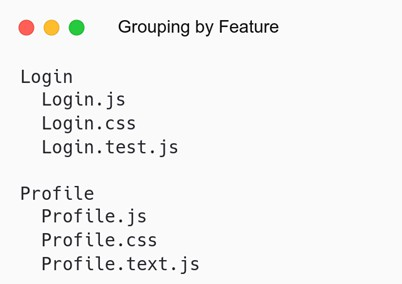 Grouping by Feature
Login
Login.js
Login.css
Login.test.js
Profile
Profile.js
Profile.css
Profile.text.js